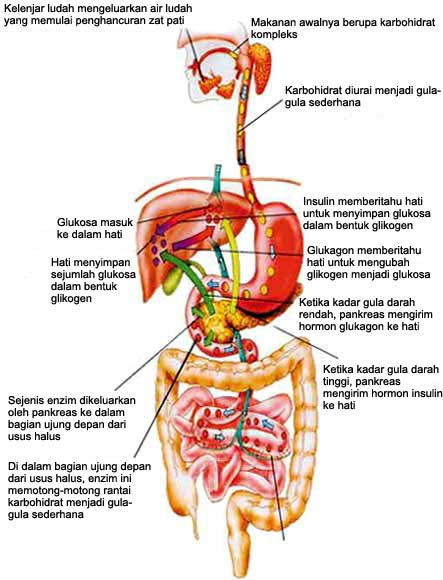 Kelenjar ludah mengeluarkan air ludah
yang memulai penghancuran zat pati
Makanan awalnya berupa karbohidrat
kompleks
Karbohidrat diurai menjadi gula-
gula sederhana
Insulin memberitahu hati
untuk menyimpan glukosa
dalam bentuk glikogen
Glukosa masuk
ke dalam hati
Glukagon memberitahu
hati untuk mengubah
glikogen menjadi glukosa
Hati menyimpan
sejumlah glukosa
dalam bentuk
glikogen
Ketika kadar gula darah
rendah, pankreas mengirim
hormon glukagon ke hati
Ketika kadar gula darah
tinggi, pankreas
mengirim hormon insulin
ke hati
Sejenis enzim dikeluarkan
oleh pankreas ke dalam
bagian ujung depan dari
usus halus
Di dalam bagian ujung depan
dari usus halus, enzim ini
memotong-motong rantai
karbohidrat menjadi gula-
gula sederhana